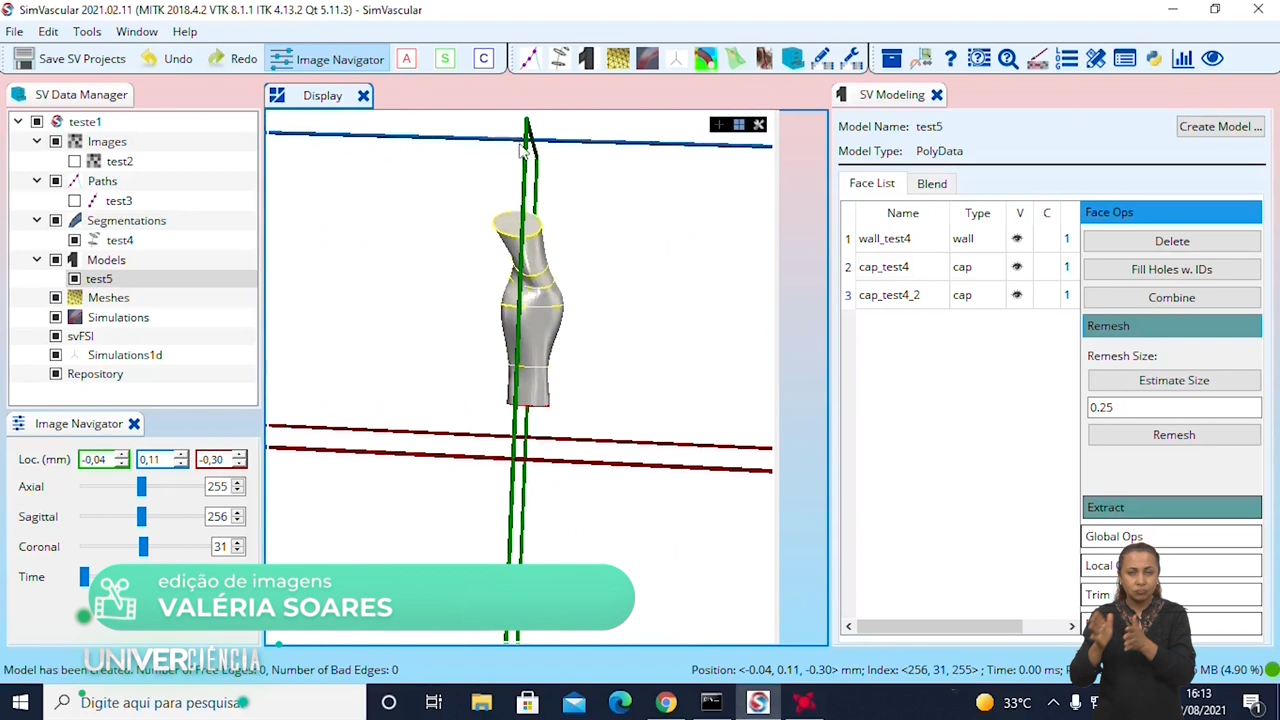 SimVascular 2021.02.11 (MITK 2018.4.2 VTK 8.1.1 ITK 4.13.2 Qt 5.11.3) - SimVascular
File Edit Tools Window Help
Save SV Projects Undo Redo Image Navigator A S C
SV Data Manager
teste1
Images
test2
Paths
test3
Segmentations
test4
Models
test5
Meshes
Simulations
svFSI
Simulations1d
Repository
Image Navigator
Loc. (mm) -0,04 0,11 -0,30
Axial 255
Sagittal 256
Coronal 31
Time
Display
SV Modeling
Model Name: test5 Create Model ...
Model Type: PolyData
Face List Blend
Name Type V C
1 wall_test4 wall 1
2 cap_test4 cap 1
3 cap_test4_2 cap 1
Face Ops
Delete
Fill Holes w. IDs
Combine
Remesh
Remesh Size:
Estimate Size
0.25
Remesh
Extract
Global Ops
Local
Trim
edição de imagens
VALÉRIA SOARES
UNIVERCIÊNCIA
Model has been created. Number of Free Edges: 0, Number of Bad Edges: 0
Position: <-0.04, 0.11, -0.30> mm; Index: <256, 31, 255> ; Time: 0.00 ms;
MB (4.90 %)
Digite aqui para pesquisa
33°C
16:13
/08/2021